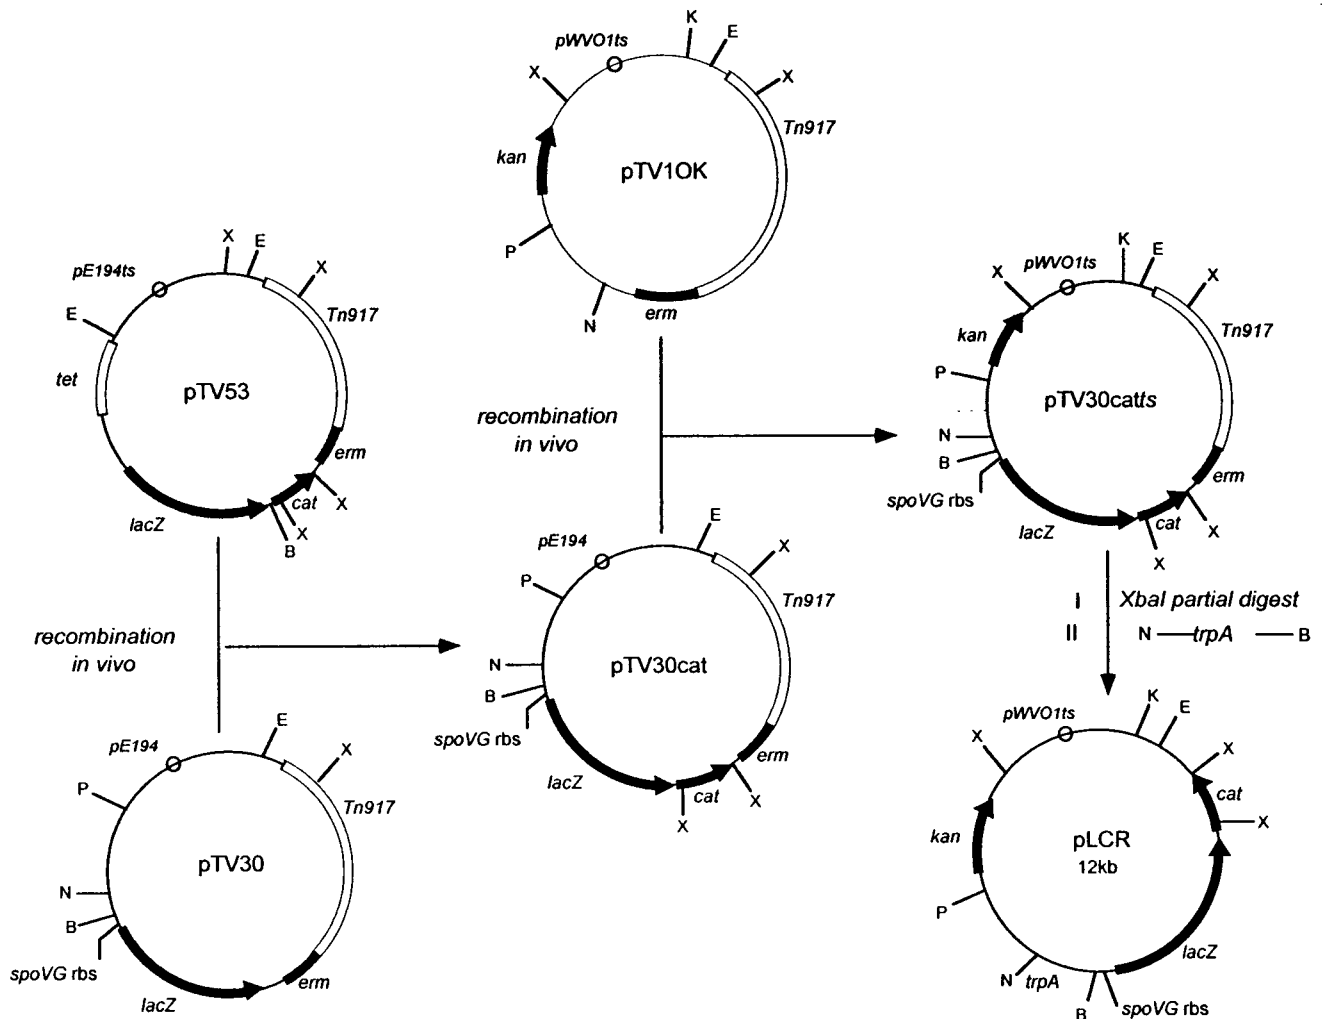 pWVO1ts
K
E
X
X
Tn917
kan
pTV1OK
P
N
erm
X
E
X
pE194ts
E
Tn917
tet
pTV53
erm
cat
X
lacZ
X
B
recombination
in vivo
K
E
pWVO1ts
X
X
Tn917
kan
P
pTV30catts
N
B
spoVG rbs
erm
lacZ
cat
X
X
recombination
in vivo
E
pE194
X
P
Tn917
N
pTV30cat
B
spoVG rbs
lacZ
erm
cat
X
X
I XbaI partial digest
II N trpA B
E
pE194
X
P
Tn917
pTV30
N
B
spoVG rbs
lacZ
erm
K
E
pWVO1ts
X
X
cat
X
kan
pLCR
12kb
P
lacZ
N
trpA
B
spoVG rbs